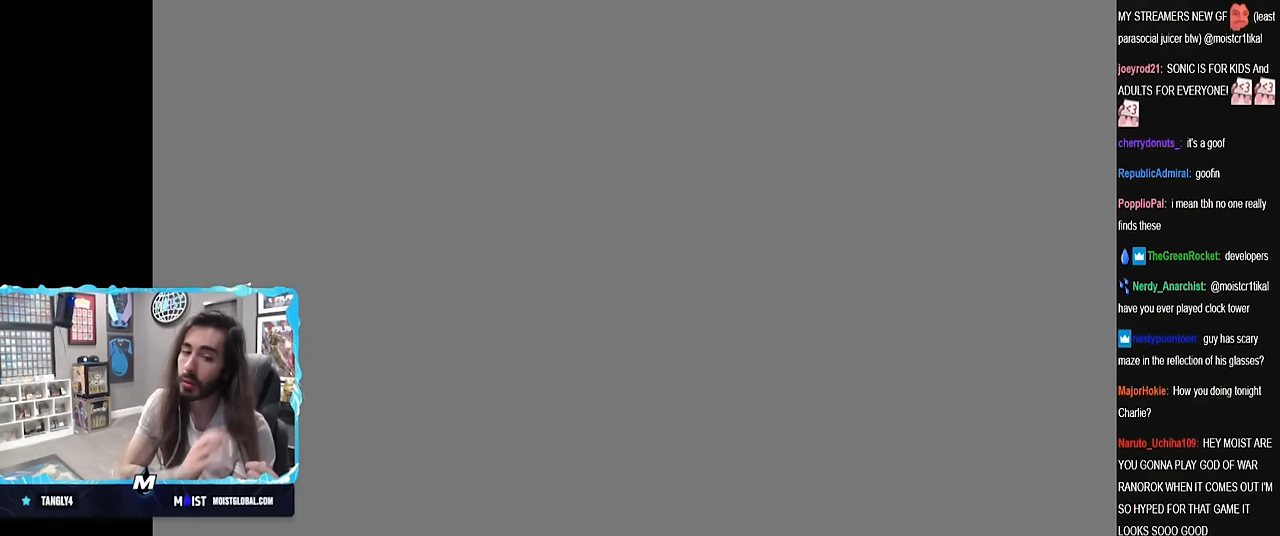 MY STREAMERS NEW GF (least
parasocial juicer btw) @moistcr1tikal
joeyrod21: SONIC IS FOR KIDS And
ADULTS FOR EVERYONE! <3 <3
<3
cherrydonuts_: it's a goof
RepublicAdmiral: goofin
PopplioPal: i mean tbh no one really
finds these
TheGreenRocket: developers
Nerdy_Anarchist: @moistcr1tikal
have you ever played clock tower
nastypoontoon guy has scary
maze in the reflection of his glasses?
MajorHokie: How you doing tonight
Charlie?
Naruto_Uchiha109: HEY MOIST ARE
YOU GONNA PLAY GOD OF WAR
RANOROK WHEN IT COMES OUT I'M
SO HYPED FOR THAT GAME IT
LOOKS SOOO GOOD
M
TANGLY4
MOIST MOISTGLOBAL.COM